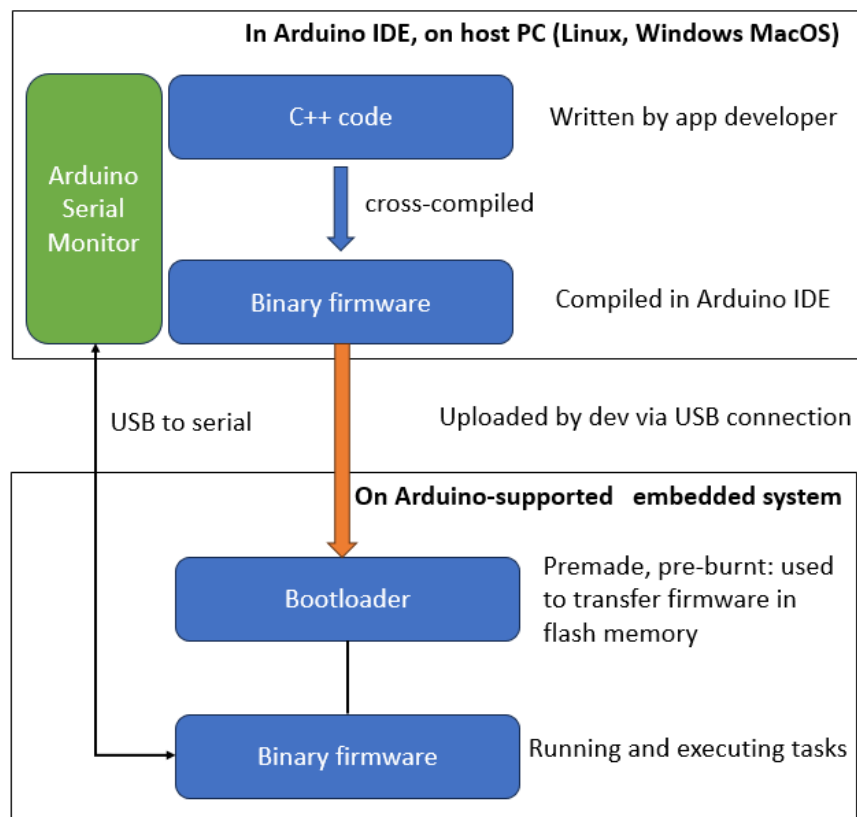 In Arduino IDE, on host PC (Linux, Windows MacOS)
C++ code
Written by app developer
Arduino
Serial
Monitor
cross-compiled
Binary firmware
Compiled in Arduino IDE
USB to serial
Uploaded by dev via USB connection
On Arduino-supported embedded system
Bootloader
Premade, pre-burnt: used
to transfer firmware in
flash memory
Binary firmware
Running and executing tasks